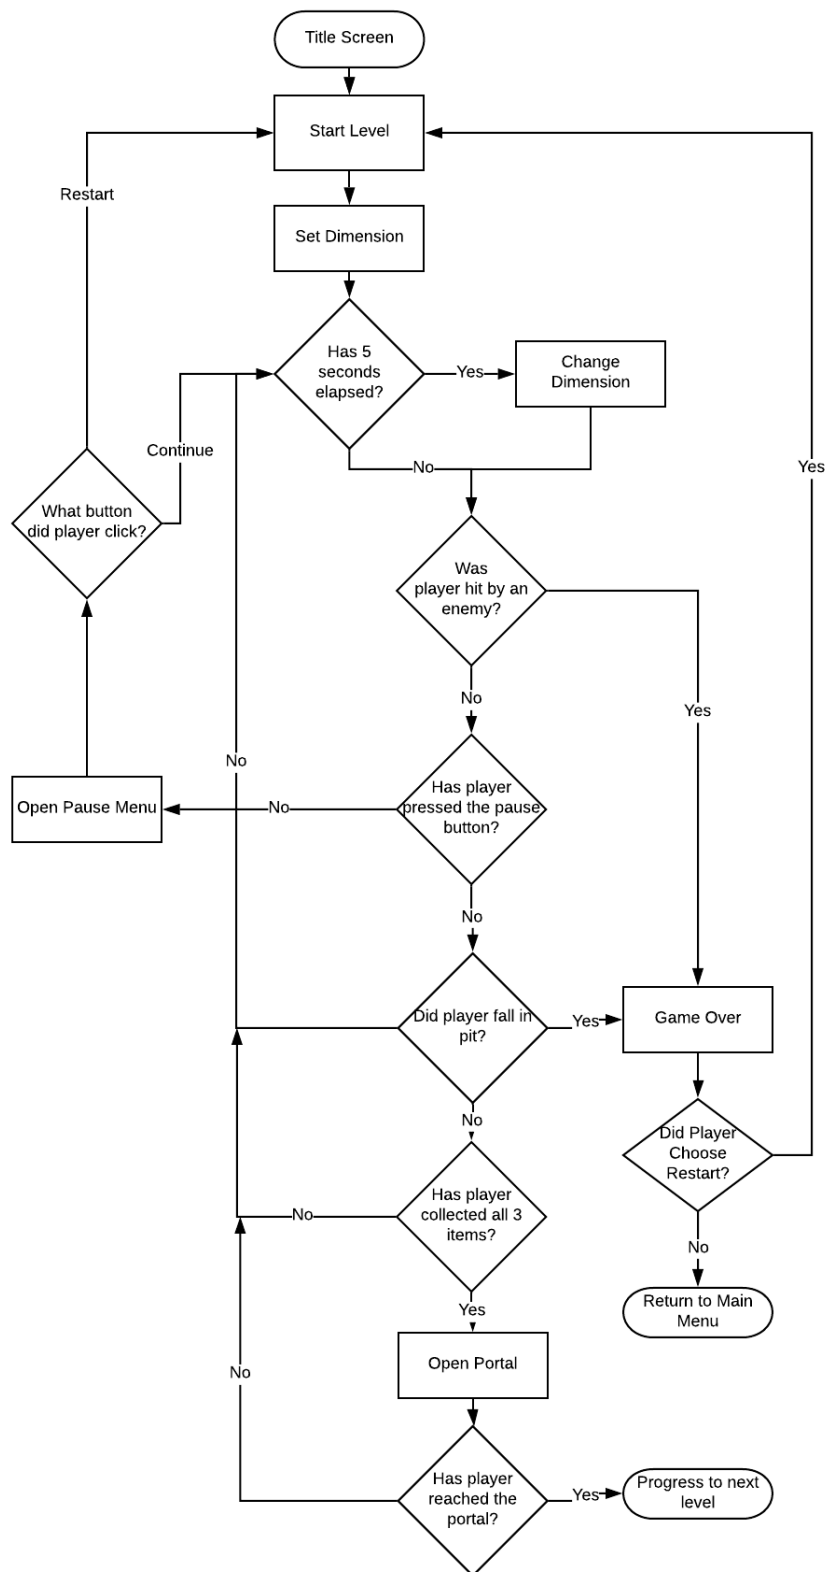 Title Screen
Start Level
Restart
Set Dimension
Has 5
seconds
elapsed?
Yes
Change
Dimension
Continue
No
Yes
What button
did player click?
Was
player hit by an
enemy?
No
Yes
No
Has player
pressed the pause
button?
Open Pause Menu
No
No
Did player fall in
pit?
Yes
Game Over
No
Did Player
Choose
Restart?
Has player
collected all 3
items?
No
No
Yes
Return to Main
Menu
Open Portal
No
Has player
reached the
portal?
Yes
Progress to next
level